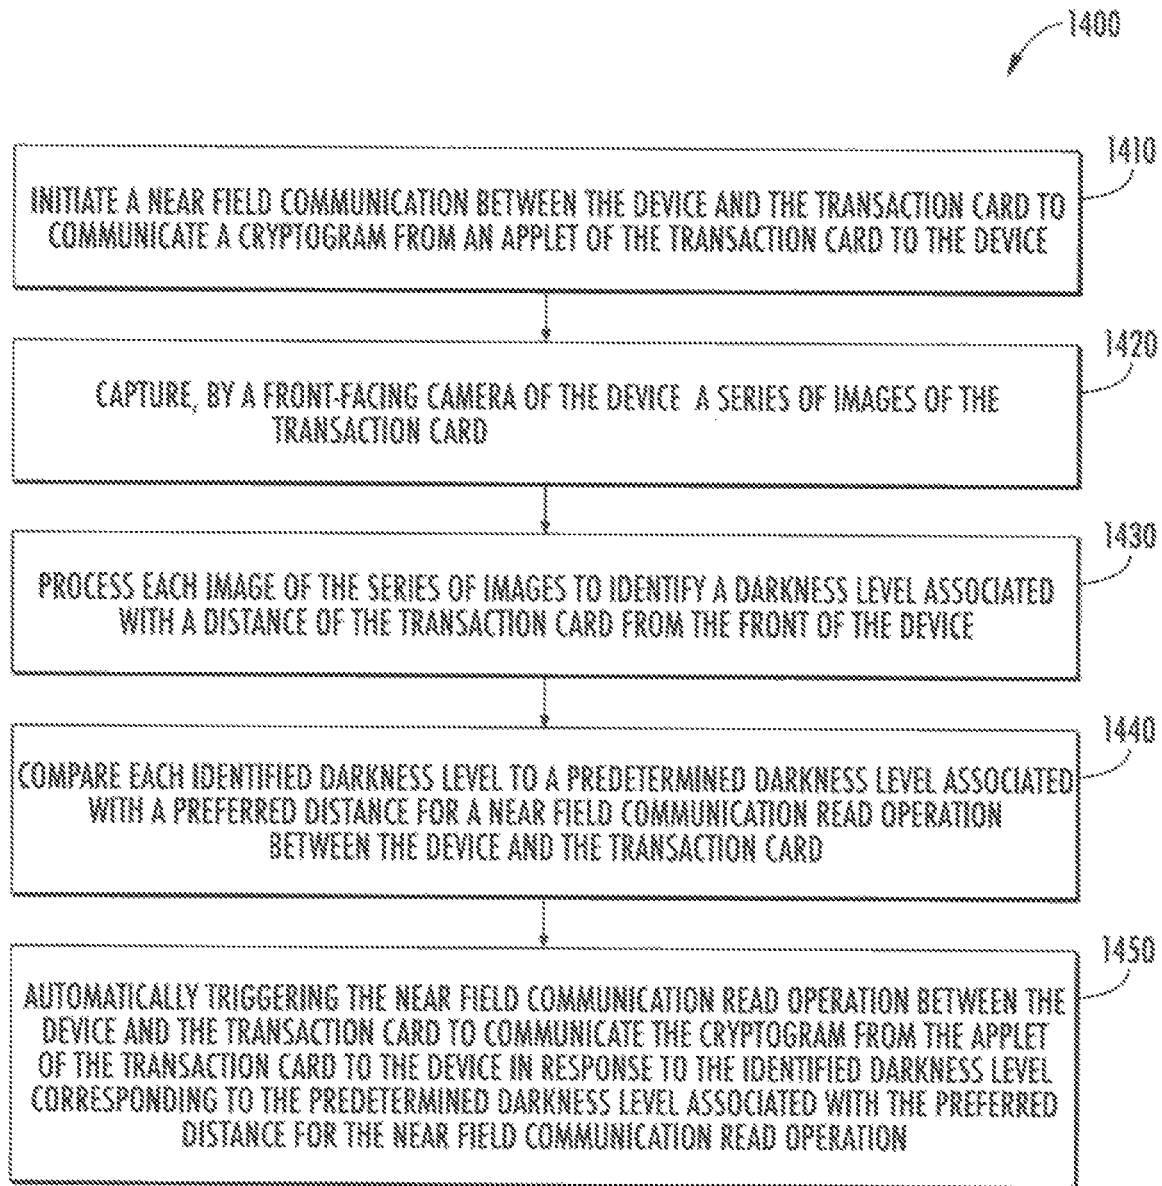 1400
1410
INITIATE A NEAR FIELD COMMUNICATION BETWEEN THE DEVICE AND THE TRANSACTION CARD TO
COMMUNICATE A CRYPTOGRAM FROM AN APPLET OF THE TRANSACTION CARD TO THE DEVICE
1420
CAPTURE, BY A FRONT-FACING CAMERA OF THE DEVICE A SERIES OF IMAGES OF THE
TRANSACTION CARD
1430
PROCESS EACH IMAGE OF THE SERIES OF IMAGES TO IDENTIFY A DARKNESS LEVEL ASSOCIATED
WITH A DISTANCE OF THE TRANSACTION CARD FROM THE FRONT OF THE DEVICE
1440
COMPARE EACH IDENTIFIED DARKNESS LEVEL TO A PREDETERMINED DARKNESS LEVEL ASSOCIATED
WITH A PREFERRED DISTANCE FOR A NEAR FIELD COMMUNICATION READ OPERATION
BETWEEN THE DEVICE AND THE TRANSACTION CARD
1450
AUTOMATICALLY TRIGGERING THE NEAR FIELD COMMUNICATION READ OPERATION BETWEEN THE
DEVICE AND THE TRANSACTION CARD TO COMMUNICATE THE CRYPTOGRAM FROM THE APPLET
OF THE TRANSACTION CARD TO THE DEVICE IN RESPONSE TO THE IDENTIFIED DARKNESS LEVEL
CORRESPONDING TO THE PREDETERMINED DARKNESS LEVEL ASSOCIATED WITH THE PREFERRED
DISTANCE FOR THE NEAR FIELD COMMUNICATION READ OPERATION